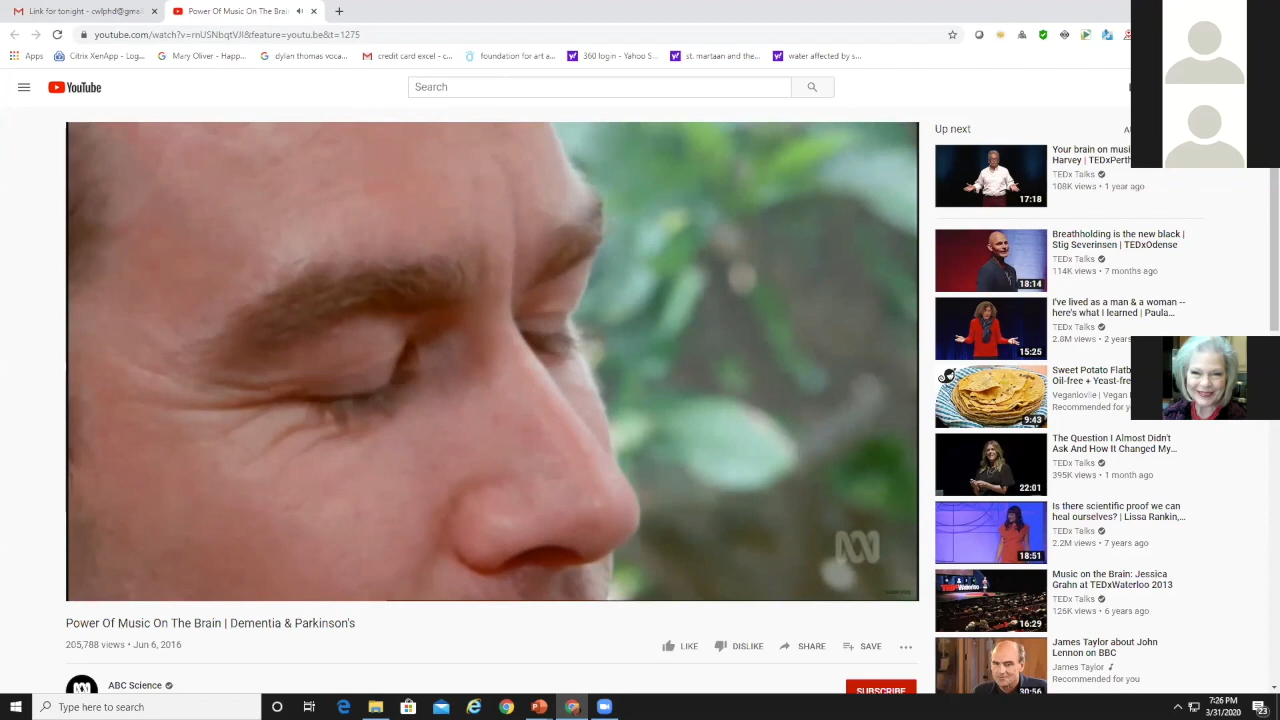 Link for tonight - cwlphd@gma
Power Of Music On The Brain
youtube.com/watch?v=rnUSNbqtVJI&feature=youtu.be&t=1275
Apps
Citrix XenApp - Log...
Mary Oliver - Happ...
dylan thomas voca...
credit card excel - c...
foundation for art a...
360 login - Yahoo S...
st. martaan and the...
water affected by s...
YouTube
Search
Up next
Your brain on musi
Harvey | TEDxPerth
TEDx Talks
108K views • 1 year ago
17:18
Breathholding is the new black |
Stig Severinsen | TEDxOdense
TEDx Talks
114K views • 7 months ago
18:14
I've lived as a man & a woman --
here's what I learned | Paula...
TEDx Talks
2.8M views • 2 years
15:25
Sweet Potato Flatb
Oil-free + Yeast-fre
Veganlovlie | Vegan
Recommended for y
9:43
The Question I Almost Didn't
Ask And How It Changed My...
TEDx Talks
395K views • 1 month ago
22:01
Is there scientific proof we can
heal ourselves? | Lissa Rankin,...
TEDx Talks
2.2M views • 7 years ago
18:51
Music on the Brain: Jessica
Grahn at TEDxWaterloo 2013
TEDx Talks
126K views • 6 years ago
16:29
James Taylor about John
Lennon on BBC
James Taylor
Recommended for you
30:56
Power Of Music On The Brain | Dementia & Parkinson's
205,788 views • Jun 6, 2016
LIKE
DISLIKE
SHARE
SAVE
ABC Science
SUBSCRIBE
Type here to search
7:26 PM
3/31/2020
23